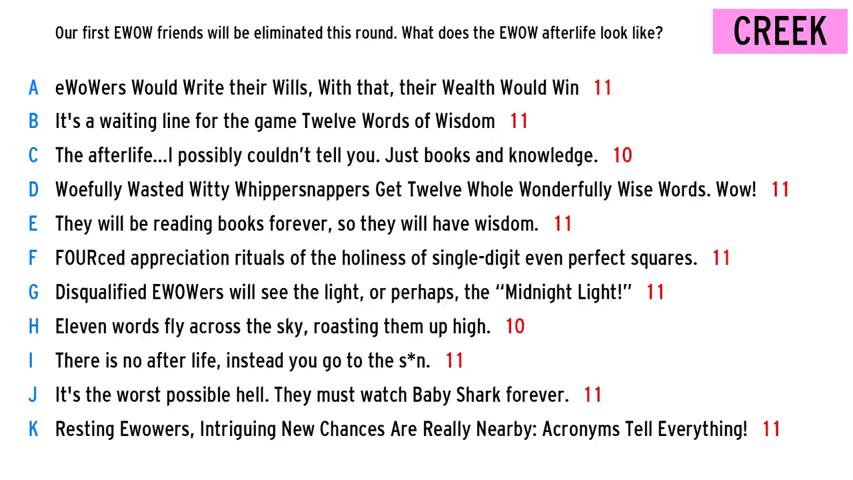 Our first EWOW friends will be eliminated this round. What does the EWOW afterlife look like?
CREEK
A eWoWers Would Write their Wills, With that, their Wealth Would Win 11
B It's a waiting line for the game Twelve Words of Wisdom 11
C The afterlife...I possibly couldn't tell you. Just books and knowledge. 10
D Woefully Wasted Witty Whippersnappers Get Twelve Whole Wonderfully Wise Words. Wow! 11
E They will be reading books forever, so they will have wisdom. 11
F FOURced appreciation rituals of the holiness of single-digit even perfect squares. 11
G Disqualified EWOWers will see the light, or perhaps, the “Midnight Light!” 11
H Eleven words fly across the sky, roasting them up high. 10
I There is no after life, instead you go to the s*n. 11
J It's the worst possible hell. They must watch Baby Shark forever. 11
K Resting Ewowers, Intriguing New Chances Are Really Nearby: Acronyms Tell Everything! 11